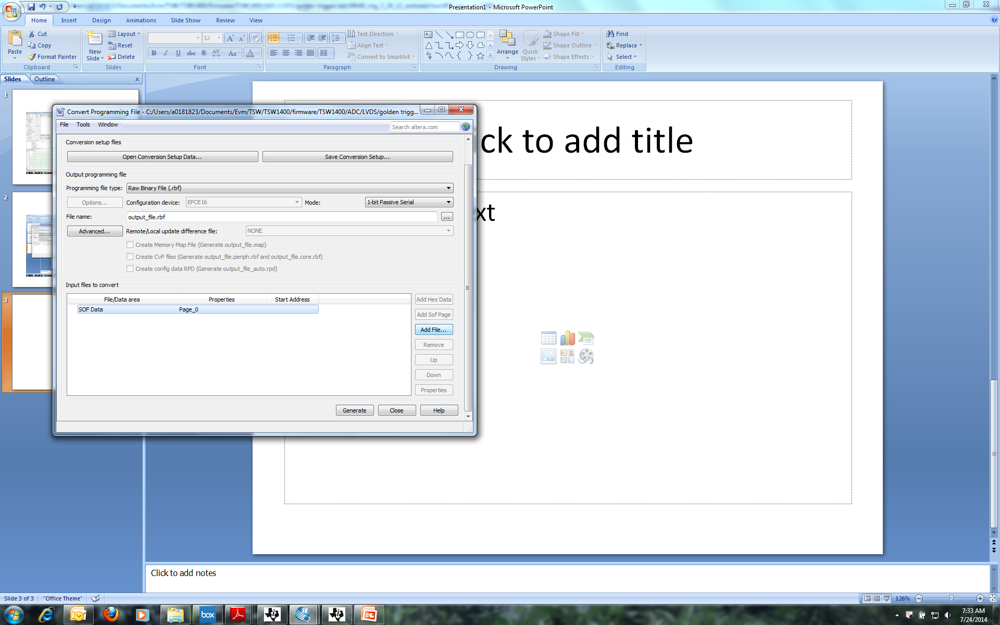 Presentation1 - Microsoft PowerPoint
Home Insert Design Animations Slide Show Review View
Paste
Cut
Copy
Format Painter
Clipboard
New Slide
Layout
Reset
Delete
Slides
32
B I U abc S AV Aa A
Font
Text Direction
Align Text
Convert to SmartArt
Paragraph
Arrange
Quick Styles
Shape Fill
Shape Outline
Shape Effects
Drawing
Find
Replace
Select
Editing
Slides Outline x
1
2
3
Convert Programming File - C:/Users/a0181823/Documents/Evm/TSW/TSW1400/firmware/TSW1400/ADC/LVDS/golden trigg...
File Tools Window
Search altera.com
Conversion setup files
Open Conversion Setup Data...
Save Conversion Setup...
Output programming file
Programming file type: Raw Binary File (.rbf)
Options... Configuration device: EPCE16 Mode: 1-bit Passive Serial
File name: output_file.rbf ...
Advanced... Remote/Local update difference file: NONE
Create Memory Map File (Generate output_file.map)
Create CvP files (Generate output_file.periph.rbf and output_file.core.rbf)
Create config data RPD (Generate output_file_auto.rpd)
Input files to convert
File/Data area Properties Start Address
SOF Data Page_0
Add Hex Data
Add Sof Page
Add File...
Remove
Up
Down
Properties
Generate Close Help
ck to add title
xt
Click to add notes
Slide 3 of 3 "Office Theme" 126%
box
7:33 AM
7/24/2014